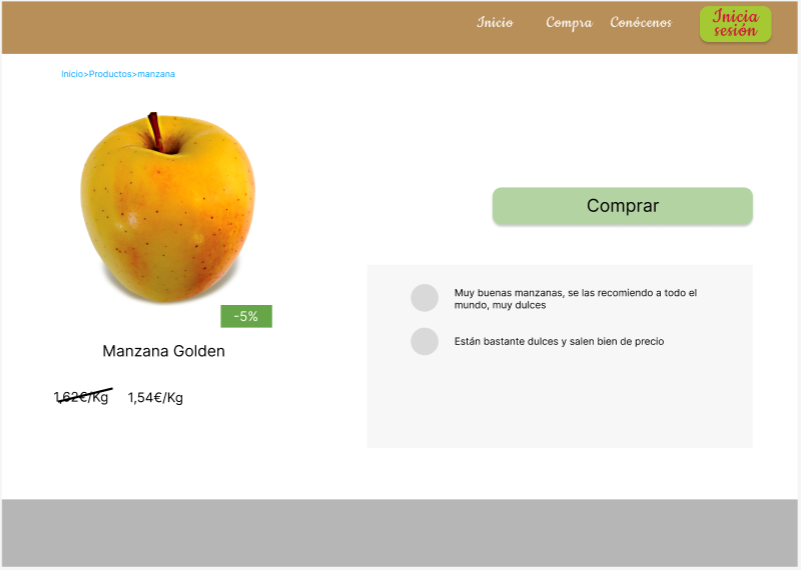 Inicio Compra Conócenos Inicia
sesión
Inicio>Productos>manzana
Comprar
Muy buenas manzanas, se las recomiendo a todo el
mundo, muy dulces
-5%
Están bastante dulces y salen bien de precio
Manzana Golden
1,62€/Kg 1,54€/Kg